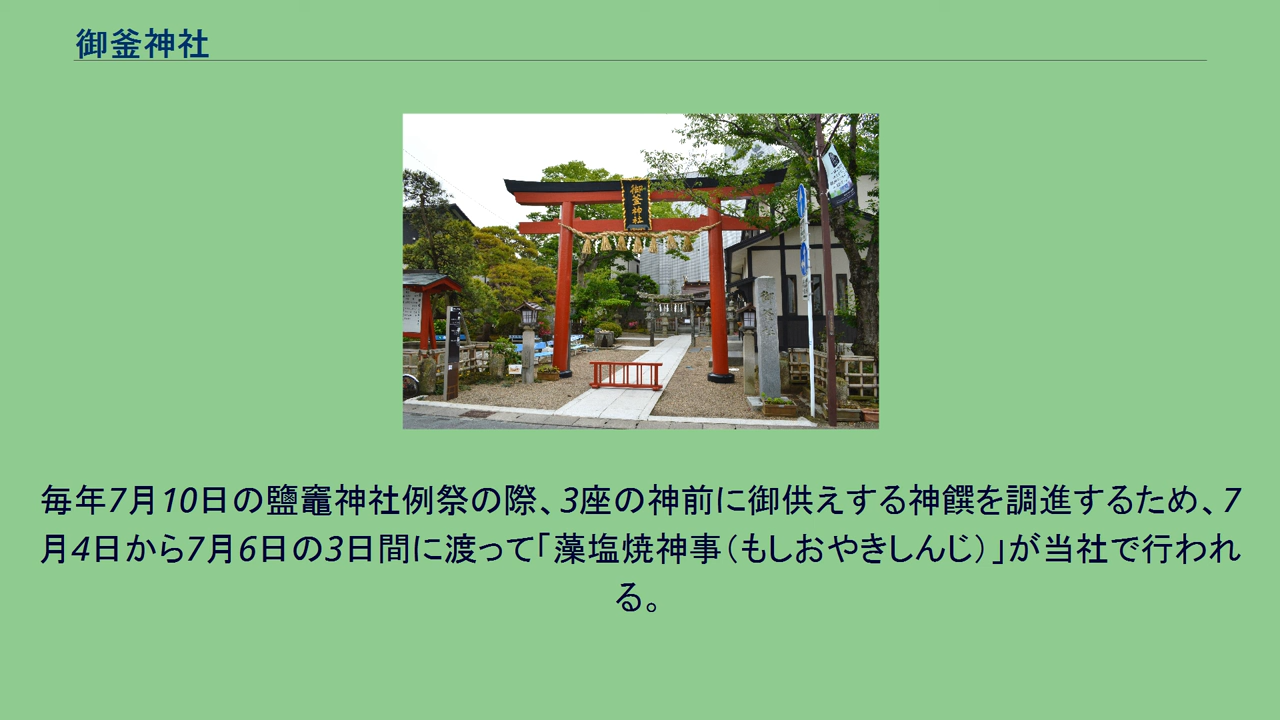 御釜神社
御釜神社
御釜神社
毎年7月10日の鹽竈神社例祭の際、3座の神前に御供えする神饌を調進するため、7
月4日から7月6日の3日間に渡って「藻塩焼神事（もしおやきしんじ）」が当社で行われ
る。